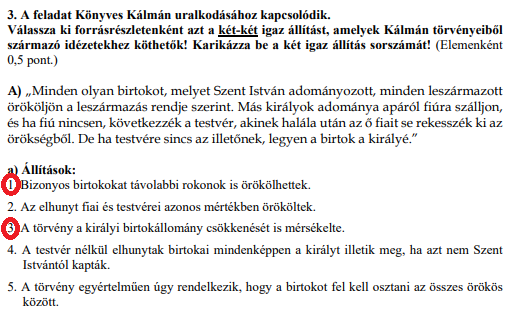 3. A feladat Könyves Kálmán uralkodásához kapcsolódik.
Válassza ki forrásrészletenként azt a két-két igaz állítást, amelyek Kálmán törvényeiből
származó idézetekhez köthetők! Karikázza be a két igaz állítás sorszámát! (Elemenként
0,5 pont.)
A) „Minden olyan birtokot, melyet Szent István adományozott, minden leszármazott
örököljön a leszármazás rendje szerint. Más királyok adománya apáról fiúra szálljon,
és ha fiú nincsen, következzék a testvér, akinek halála után az ő fiait se rekesszék ki az
örökségből. De ha testvére sincs az illetőnek, legyen a birtok a királyé.”
a) Állítások:
1. Bizonyos birtokokat távolabbi rokonok is örökölhettek.
2. Az elhunyt fiai és testvérei azonos mértékben örököltek.
3. A törvény a királyi birtokállomány csökkenését is mérsékelte.
4. A testvér nélkül elhunytak birtokai mindenképpen a királyt illetik meg, ha azt nem Szent
Istvántól kapták.
5. A törvény egyértelműen úgy rendelkezik, hogy a birtokot fel kell osztani az összes örökös
között.